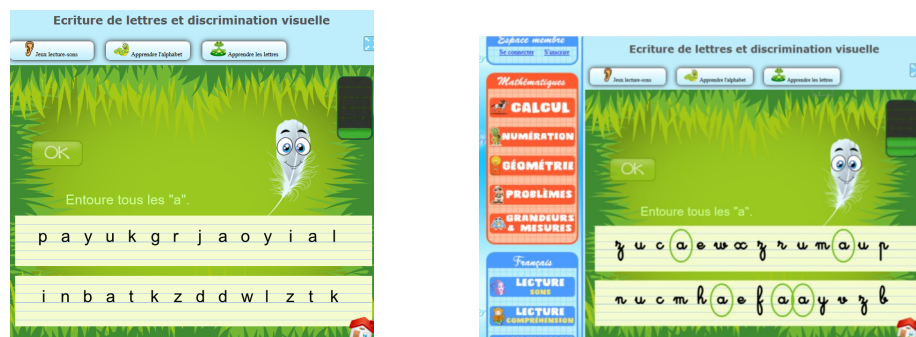 Ecriture de lettres et discrimination visuelle
Jeux lecture-sons
Apprendre l'alphabet
Apprendre les lettres
OK
Entoure tous les "a".
p a y u k g r j a o y i a l
i n b a t k z d d w l z t k
Espace membre
Se connecter S'inscrire
Mathématiques
CALCUL
NUMÉRATION
GÉOMÉTRIE
PROBLÈMES
GRANDEURS
& MESURES
Français
LECTURE
SONS
LECTURE
COMPRÉHENSION
Ecriture de lettres et discrimination visuelle
Jeux lecture-sons
Apprendre l'alphabet
Apprendre les lettres
OK
Entoure tous les "a".
z u c a e w x z r u m a u p
n u c m h a e f a a y v z b